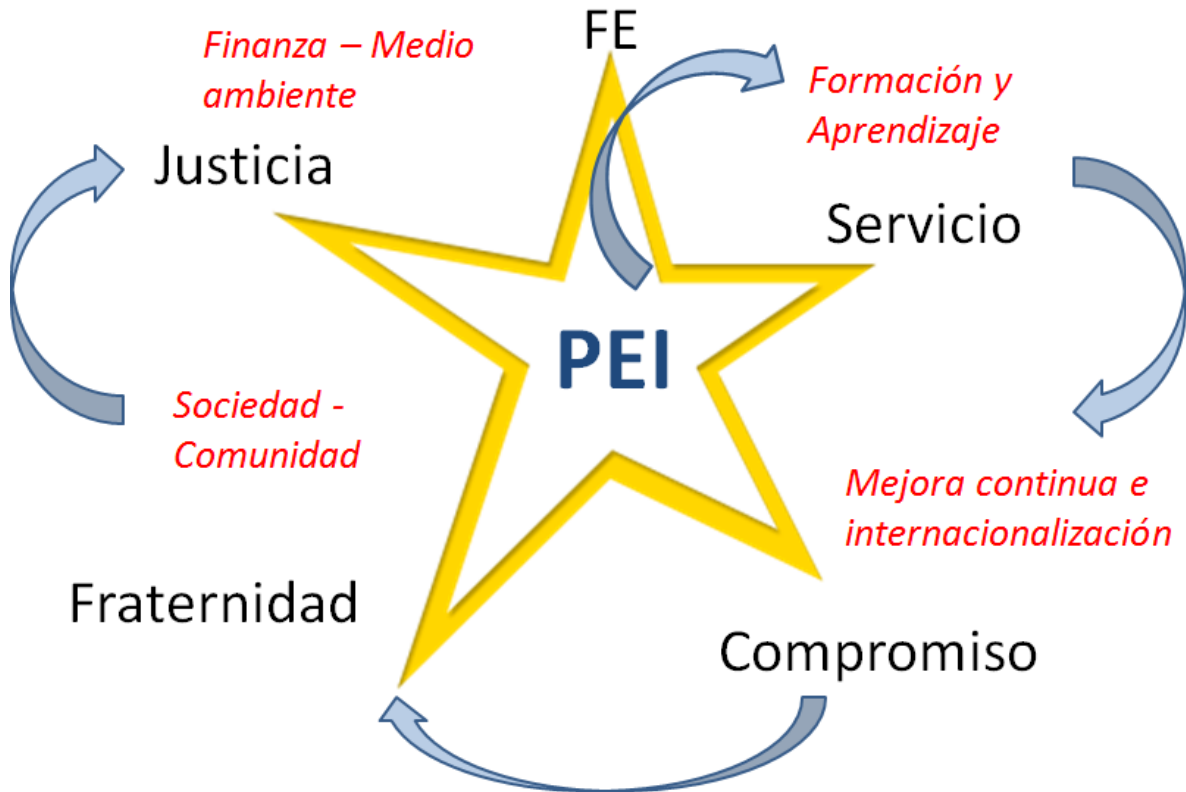 FE
Finanza – Medio
ambiente
Justicia
Formación y
Aprendizaje
Servicio
PEI
Sociedad -
Comunidad
Mejora continua e
internacionalización
Fraternidad
Compromiso